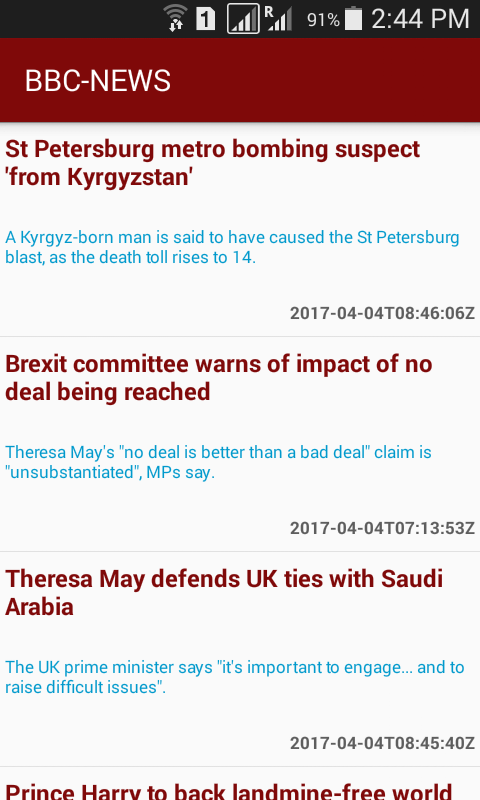 1 R 91% 2:44 PM
BBC-NEWS
St Petersburg metro bombing suspect
'from Kyrgyzstan'
A Kyrgyz-born man is said to have caused the St Petersburg
blast, as the death toll rises to 14.
2017-04-04T08:46:06Z
Brexit committee warns of impact of no
deal being reached
Theresa May's "no deal is better than a bad deal" claim is
"unsubstantiated", MPs say.
2017-04-04T07:13:53Z
Theresa May defends UK ties with Saudi
Arabia
The UK prime minister says "it's important to engage... and to
raise difficult issues".
2017-04-04T08:45:40Z
Prince Harry to back landmine-free world